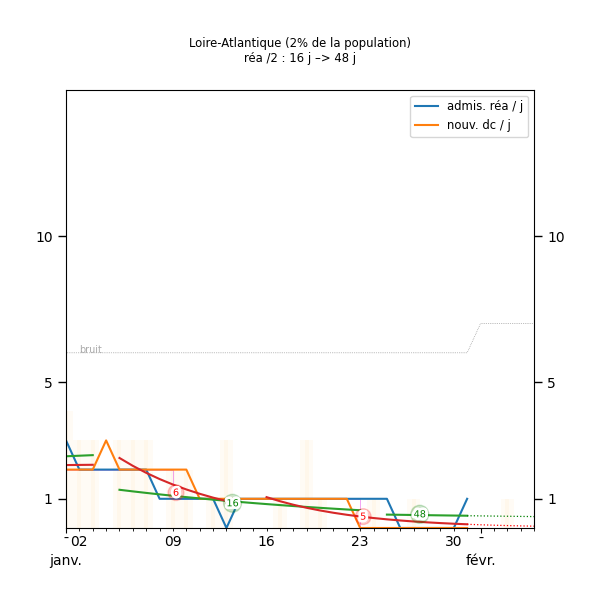 Loire-Atlantique (2% de la population)
réa /2 : 16 j –> 48 j
admis. réa / j
nouv. dc / j
10 10
bruit
5 5
6 16 5 48
1 1
02 09 16 23 30 -
janv. févr.